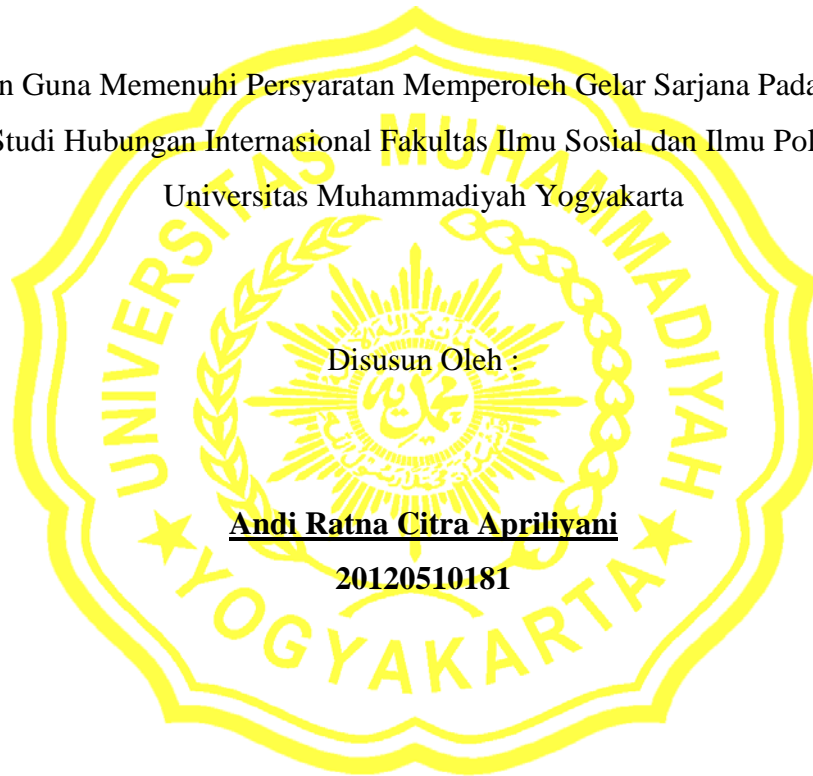 n Guna Memenuhi Persyaratan Memperoleh Gelar Sarjana Pada
Studi Hubungan Internasional Fakultas Ilmu Sosial dan Ilmu Pol
Universitas Muhammadiyah Yogyakarta
UNIVERSITAS MUHAMMADIYAH
Disusun Oleh :
محمدية
Andi Ratna Citra Apriliyani
20120510181
YOGYAKARTA